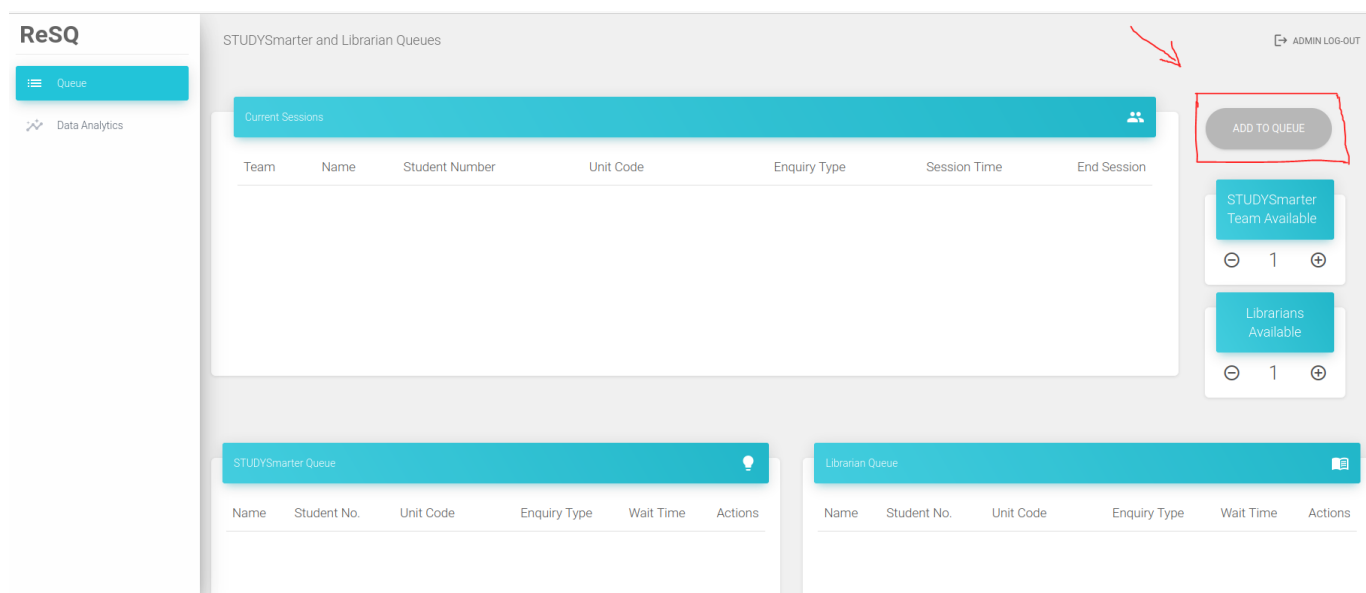 ReSQ
STUDYSmarter and Librarian Queues
ADMIN LOG-OUT
Queue
Data Analytics
Current Sessions
ADD TO QUEUE
Team Name Student Number Unit Code Enquiry Type Session Time End Session
STUDYSmarter
Team Available
1
Librarians
Available
1
STUDYSmarter Queue
Name Student No. Unit Code Enquiry Type Wait Time Actions
Librarian Queue
Name Student No. Unit Code Enquiry Type Wait Time Actions